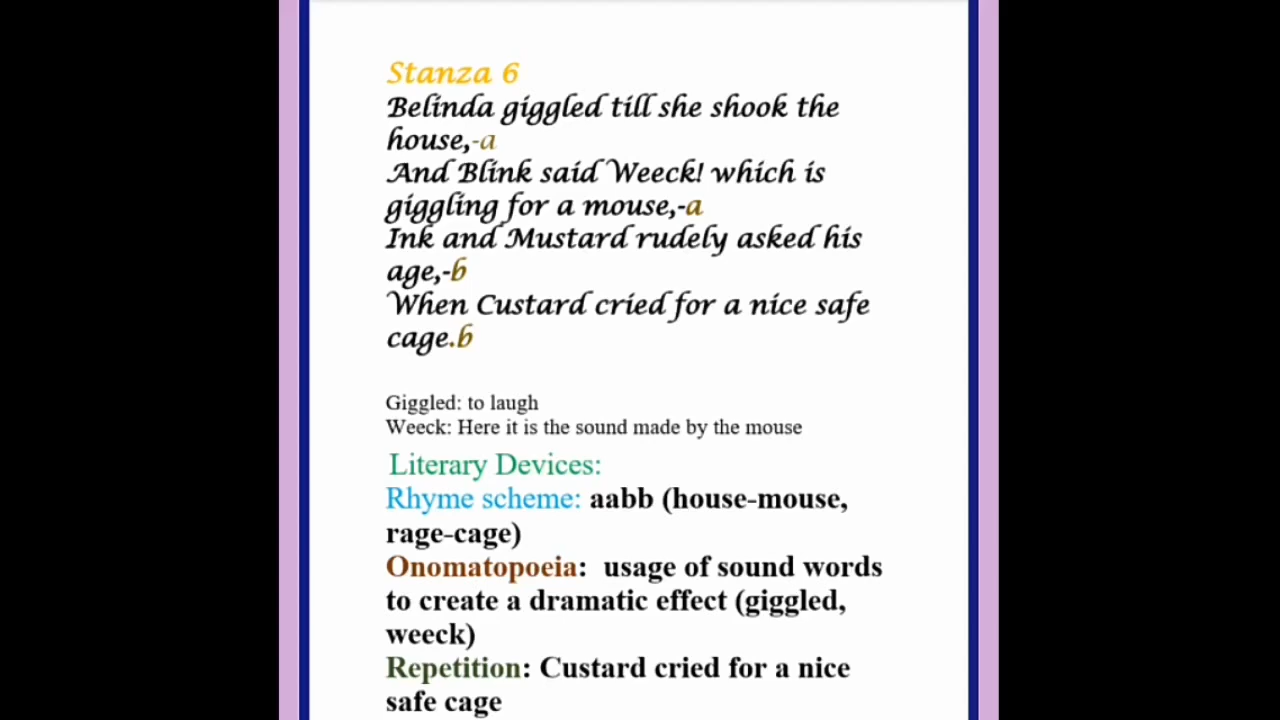 Stanza 6
Belinda giggled till she shook the
house,-a
And Blink said Weeck! which is
giggling for a mouse,-a
Ink and Mustard rudely asked his
age,-b
When Custard cried for a nice safe
cage.b
Giggled: to laugh
Weeck: Here it is the sound made by the mouse
Literary Devices:
Rhyme scheme: aabb (house-mouse,
rage-cage)
Onomatopoeia: usage of sound words
to create a dramatic effect (giggled,
weeck)
Repetition: Custard cried for a nice
safe cage